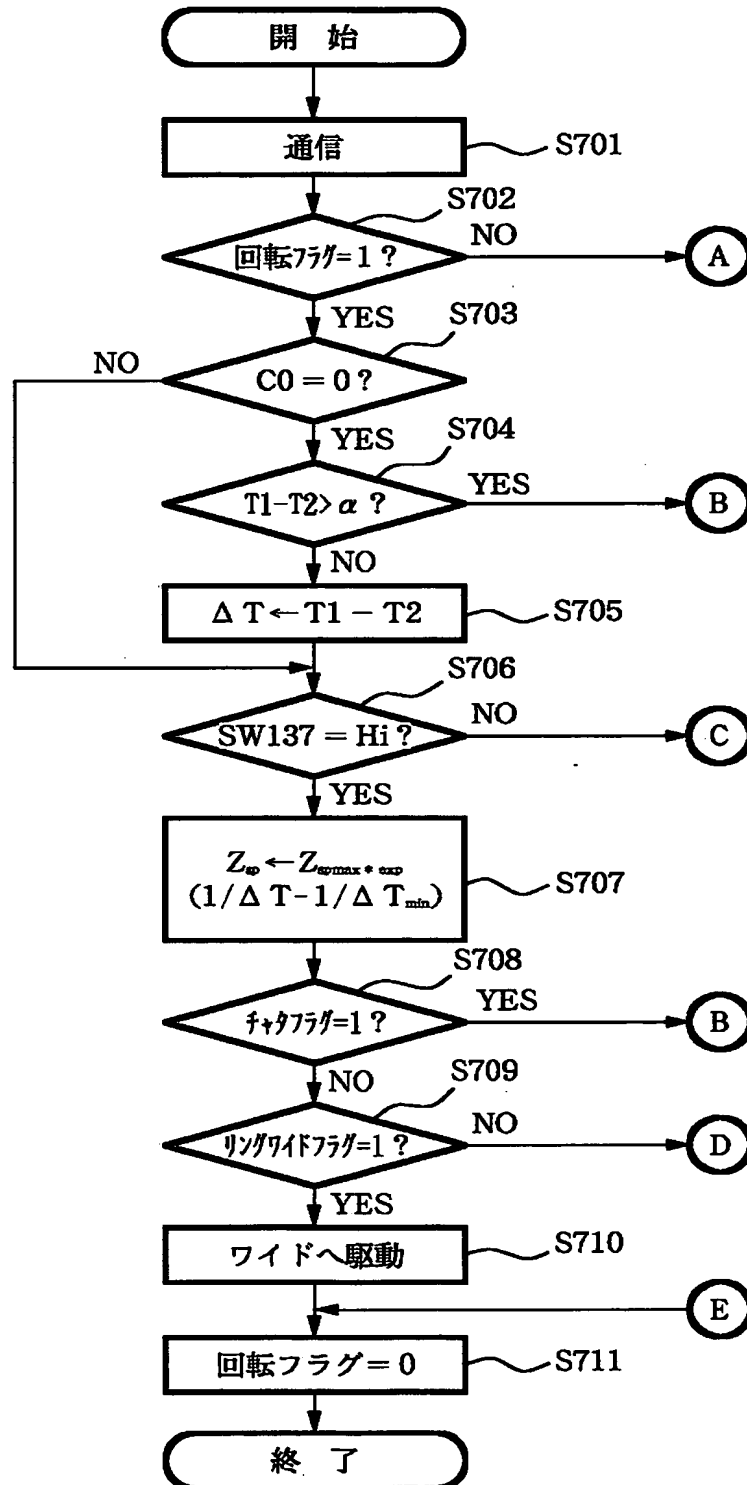 開 始
通信
S701
S702
回転フラグ=1?
NO
A
YES
S703
NO
C0=0?
YES
S704
T1-T2>α ?
YES
B
NO
ΔT←T1-T2
S705
S706
SW137=Hi?
NO
C
YES
Zsp←Zspmax*exp
(1/ΔT-1/ΔTmin)
S707
S708
チャタフラグ=1?
YES
B
NO
S709
リングワイドフラグ=1?
NO
D
YES
ワイドへ駆動
S710
E
回転フラグ=0
S711
終 了